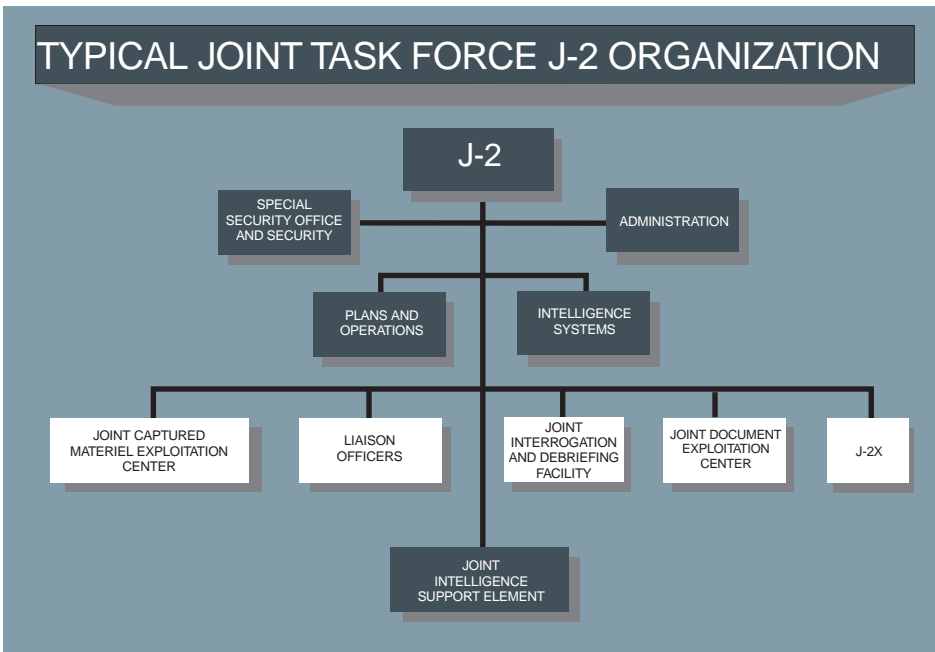 TYPICAL JOINT TASK FORCE J-2 ORGANIZATION
J-2
SPECIAL
SECURITY OFFICE
AND SECURITY
ADMINISTRATION
PLANS AND
OPERATIONS
INTELLIGENCE
SYSTEMS
JOINT CAPTURED
MATERIEL EXPLOITATION
CENTER
LIAISON
OFFICERS
JOINT
INTERROGATION
AND DEBRIEFING
FACILITY
JOINT DOCUMENT
EXPLOITATION
CENTER
J-2X
JOINT
INTELLIGENCE
SUPPORT ELEMENT